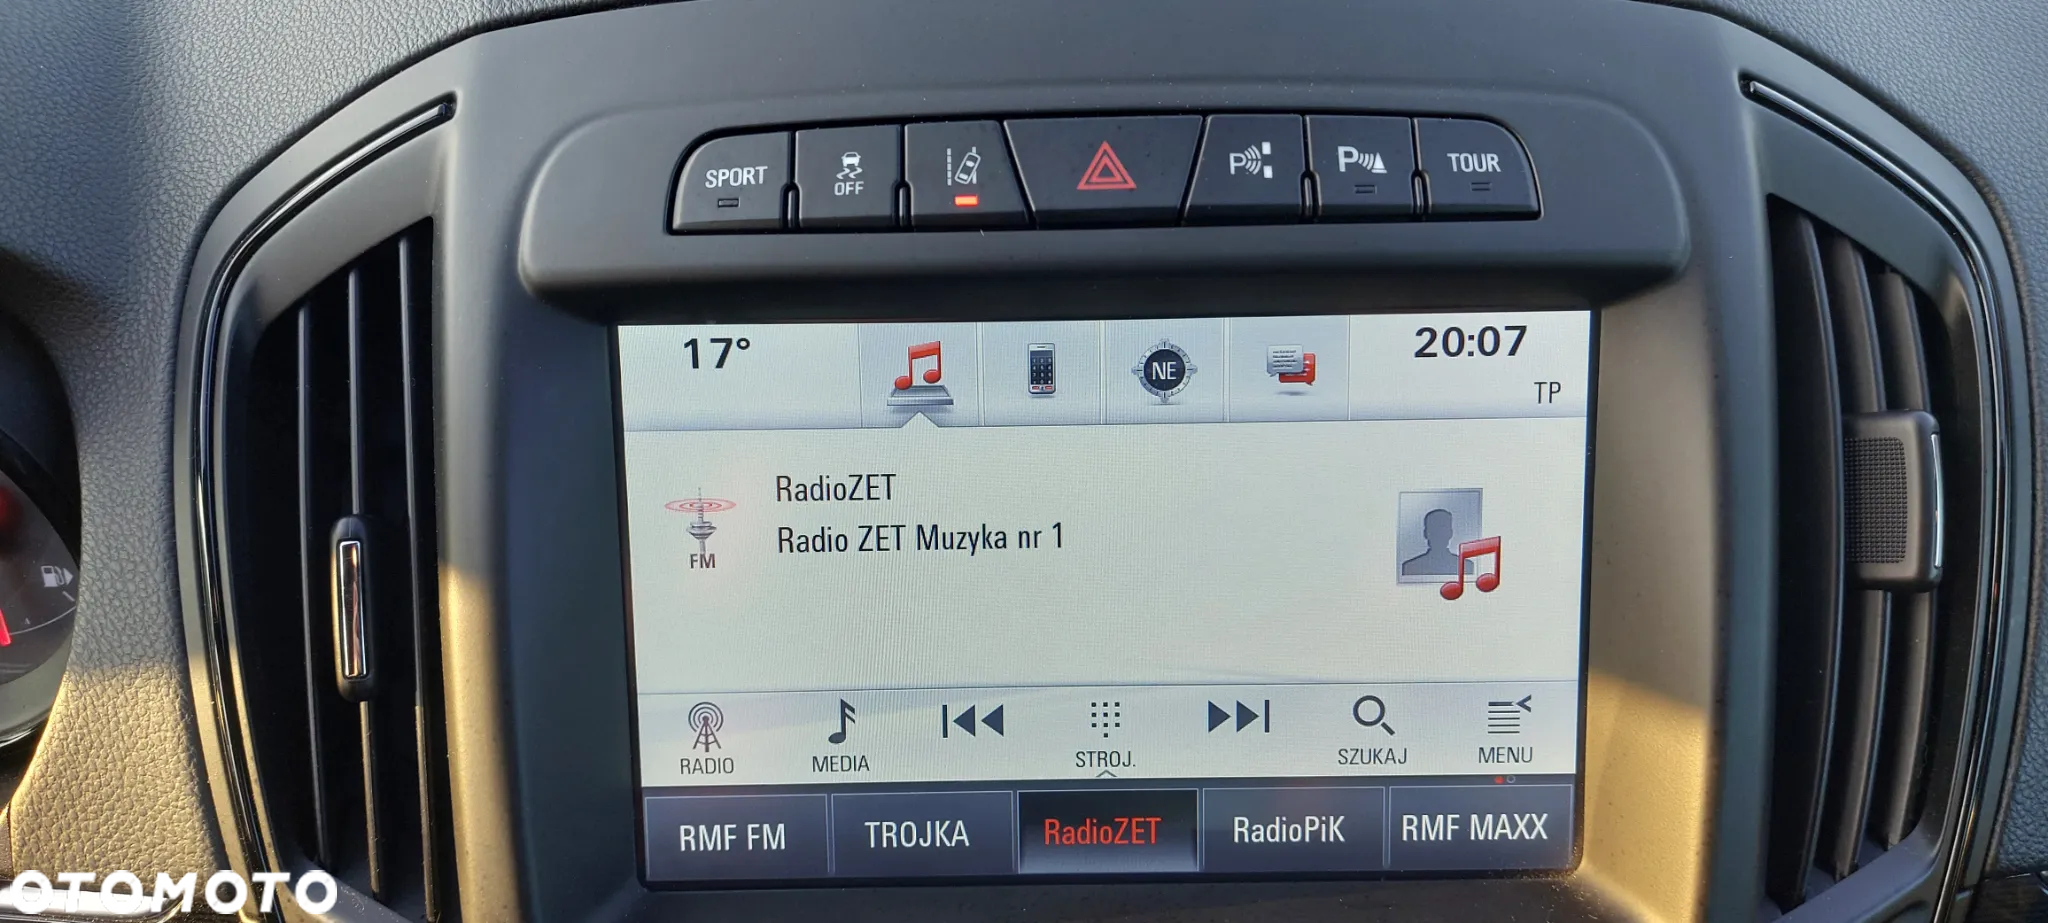 SPORT
OFF
P
P
TOUR
17°
NE
20:07
TP
RadioZET
Radio ZET Muzyka nr 1
FM
RADIO
MEDIA
STROJ.
SZUKAJ
MENU
RMF FM
TROJKA
RadioZET
RadioPiK
RMF MAXX
OTOMOTO